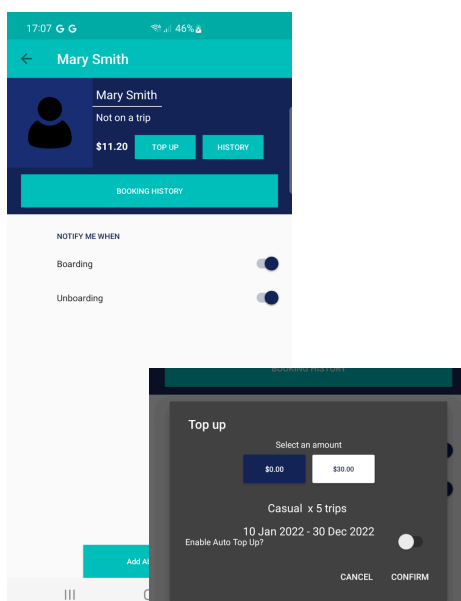 17:07 G G 46%
Mary Smith
Mary Smith
Not on a trip
$11.20 TOP UP HISTORY
BOOKING HISTORY
NOTIFY ME WHEN
Boarding
Unboarding
BOOKING HISTORY
Top up
Select an amount
$0.00 $30.00
Casual x 5 trips
10 Jan 2022 - 30 Dec 2022
Enable Auto Top Up?
CANCEL CONFIRM
Add